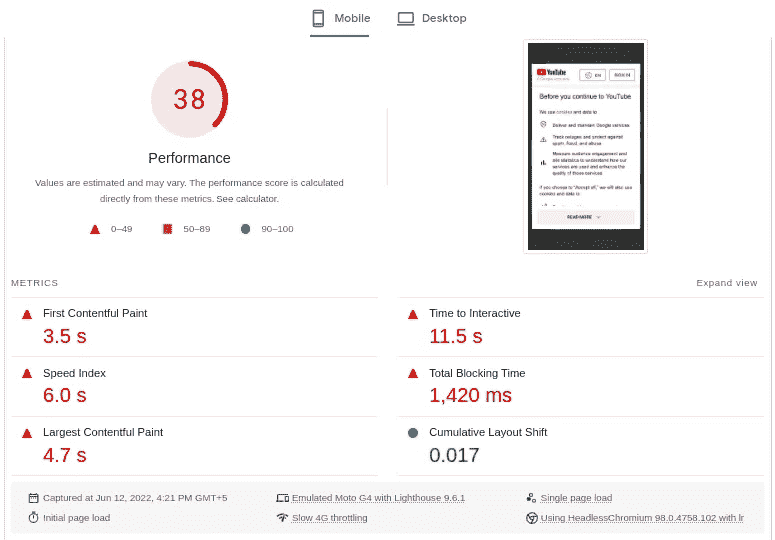 Mobile
Desktop
38
Performance
Values are estimated and may vary. The performance score is calculated
directly from these metrics. See calculator.
0–49
50–89
90–100
YouTube
EN
SIGN IN
Before you continue to YouTube
We use cookies and data to
Deliver and maintain Google services
Track outages and protect against
spam, fraud, and abuse
Measure audience engagement and
site statistics to understand how our
services are used and enhance the
quality of those services
If you choose to "Accept all," we will also use
cookies and data to
READ MORE
METRICS
Expand view
First Contentful Paint
3.5 s
Time to Interactive
11.5 s
Speed Index
6.0 s
Total Blocking Time
1,420 ms
Largest Contentful Paint
4.7 s
Cumulative Layout Shift
0.017
Captured at Jun 12, 2022, 4:21 PM GMT+5
Emulated Moto G4 with Lighthouse 9.6.1
Single page load
Initial page load
Slow 4G throttling
Using HeadlessChromium 98.0.4758.102 with lr